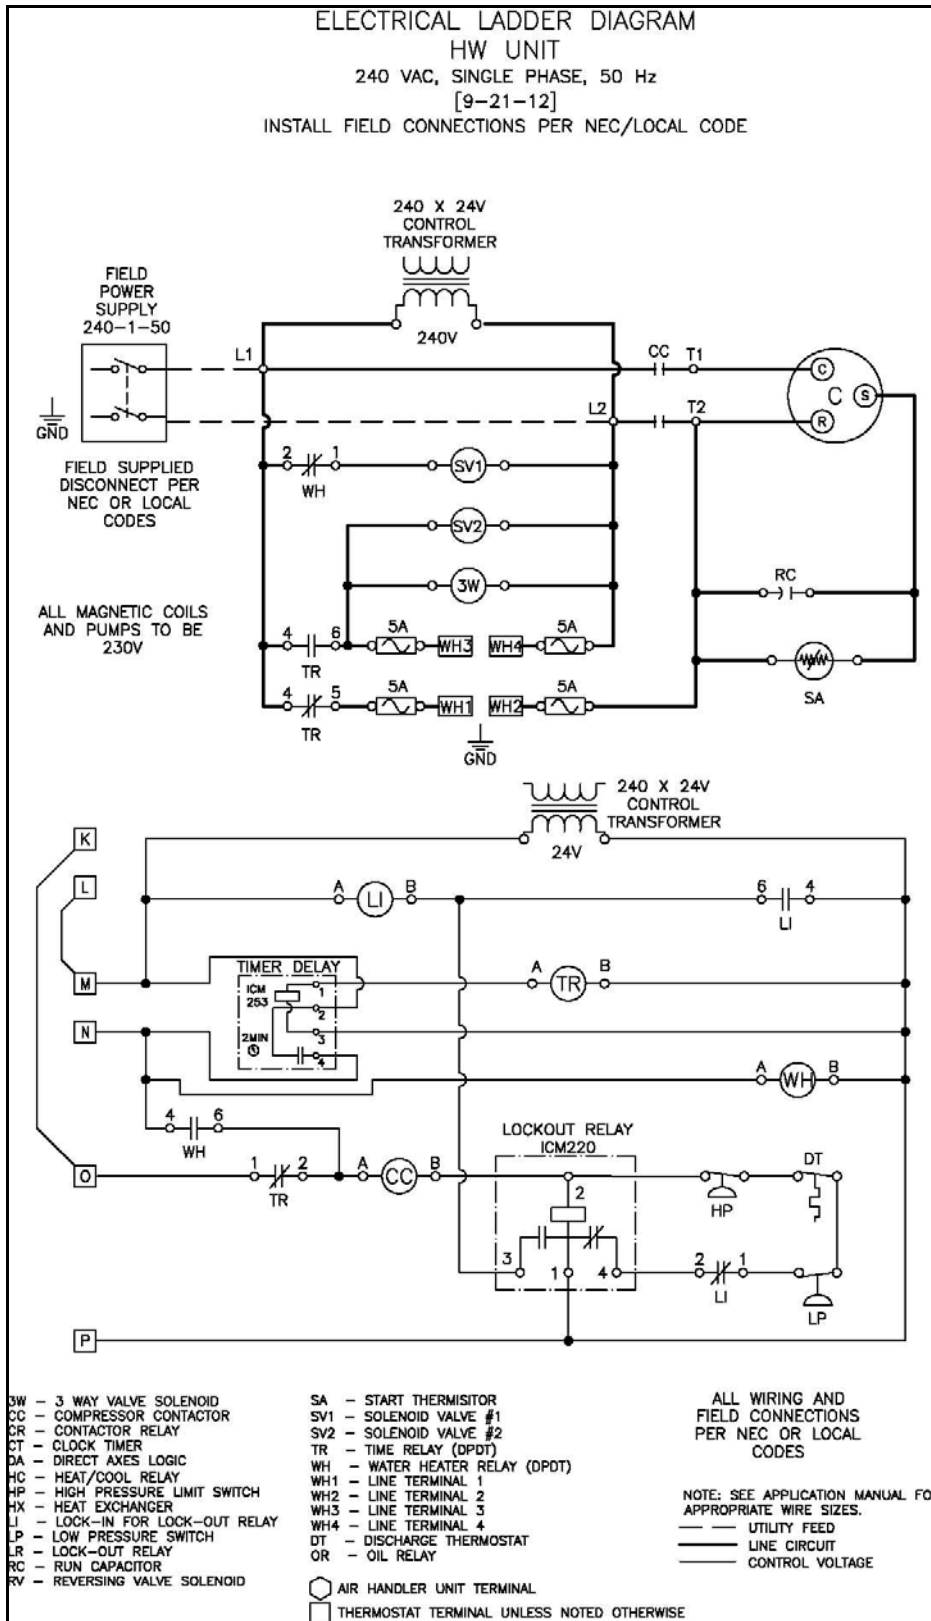 ELECTRICAL LADDER DIAGRAM
HW UNIT
240 VAC, SINGLE PHASE, 50 Hz
[9-21-12]
INSTALL FIELD CONNECTIONS PER NEC/LOCAL CODE
240 X 24V
CONTROL
TRANSFORMER
240V
FIELD
POWER
SUPPLY
240-1-50
GND
FIELD SUPPLIED
DISCONNECT PER
NEC OR LOCAL
CODES
L1
CC T1
C
C S
L2
T2
R
2 1
WH
SV1
SV2
3W
RC
ALL MAGNETIC COILS
AND PUMPS TO BE
230V
4 6
TR
5A
WH3 WH4
5A
SA
4 5
TR
5A
WH1 WH2
5A
GND
240 X 24V
CONTROL
TRANSFORMER
24V
K
L
A LI B
6 4
LI
M
TIMER DELAY
ICM
253
1
2
2MIN
3
4
A TR B
N
A WH B
4 6
WH
LOCKOUT RELAY
ICM220
O
1 2
TR
A CC B
2
HP
DT
3
1
4
2 1
LI
LP
P
3W - 3 WAY VALVE SOLENOID
CC - COMPRESSOR CONTACTOR
CR - CONTACTOR RELAY
CT - CLOCK TIMER
DA - DIRECT AXES LOGIC
HC - HEAT/COOL RELAY
HP - HIGH PRESSURE LIMIT SWITCH
HX - HEAT EXCHANGER
LI - LOCK-IN FOR LOCK-OUT RELAY
LP - LOW PRESSURE SWITCH
LR - LOCK-OUT RELAY
RC - RUN CAPACITOR
RV - REVERSING VALVE SOLENOID
SA - START THERMISITOR
SV1 - SOLENOID VALVE #1
SV2 - SOLENOID VALVE #2
TR - TIME RELAY (DPDT)
WH - WATER HEATER RELAY (DPDT)
WH1 - LINE TERMINAL 1
WH2 - LINE TERMINAL 2
WH3 - LINE TERMINAL 3
WH4 - LINE TERMINAL 4
DT - DISCHARGE THERMOSTAT
OR - OIL RELAY
AIR HANDLER UNIT TERMINAL
THERMOSTAT TERMINAL UNLESS NOTED OTHERWISE
ALL WIRING AND
FIELD CONNECTIONS
PER NEC OR LOCAL
CODES
NOTE: SEE APPLICATION MANUAL FO
APPROPRIATE WIRE SIZES.
UTILITY FEED
LINE CIRCUIT
CONTROL VOLTAGE